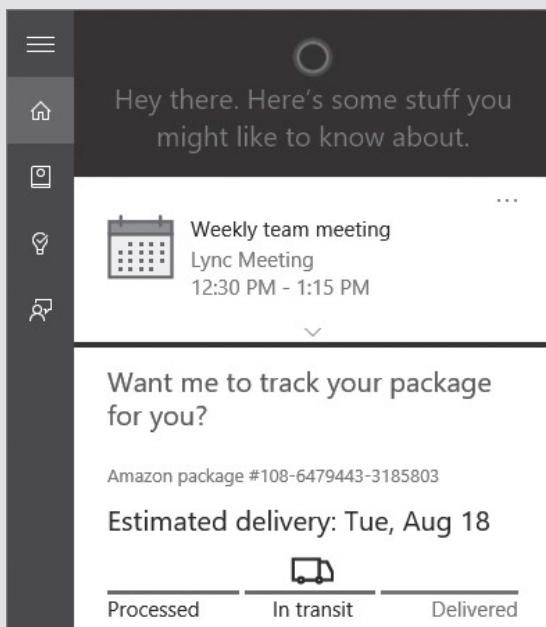 Hey there. Here's some stuff you
might like to know about.
...
Weekly team meeting
Lync Meeting
12:30 PM - 1:15 PM
Want me to track your package
for you?
Amazon package #108-6479443-3185803
Estimated delivery: Tue, Aug 18
Processed In transit Delivered